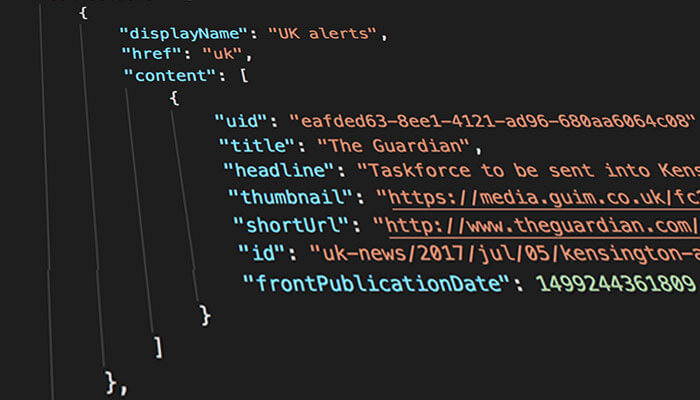 {
"displayName": "UK alerts",
"href": "uk",
"content": [
{
"uid": "eafded63-8ee1-4121-ad96-680aa6064c08"
"title": "The Guardian",
"headline": "Taskforce to be sent into Kens
"thumbnail": "https://media.guim.co.uk/fc
"shortUrl": "http://www.theguardian.com/
"id": "uk-news/2017/jul/05/kensington-a
"frontPublicationDate": 1499244361809
}
]
},